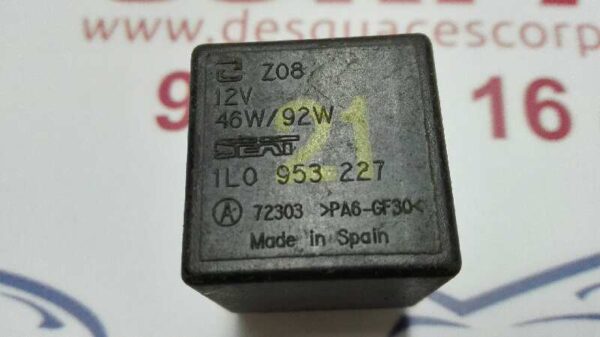 www.desguacescorp
9
16
Z08
12V
46W/92W
21
SEAT
1L0 953 227
A 72303 >PA6-GF30<
Made in Spain